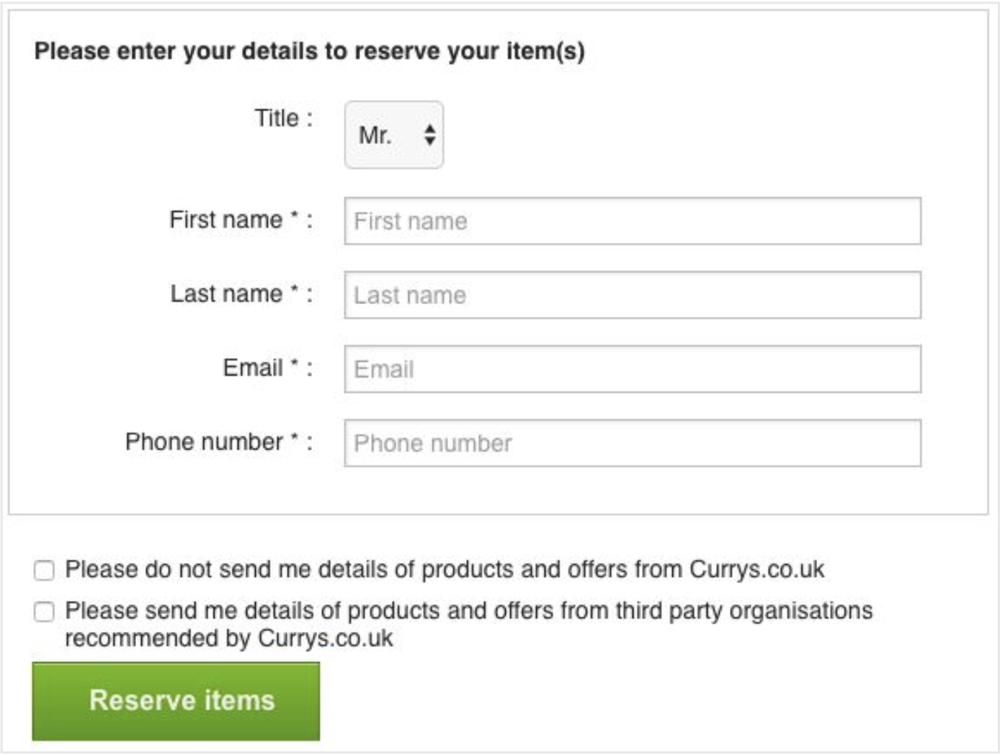 Please enter your details to reserve your item(s)
Title :
Mr.
First name * :
First name
Last name * :
Last name
Email * :
Email
Phone number * :
Phone number
Please do not send me details of products and offers from Currys.co.uk
Please send me details of products and offers from third party organisations
recommended by Currys.co.uk
Reserve items